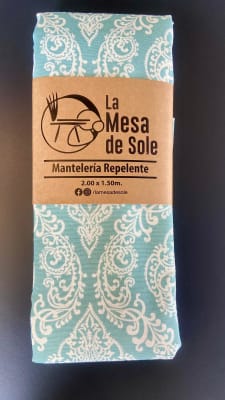 La
Mesa
de Sole
Mantelería Repelente
2.00 x 1.50m.
/lamesadesole